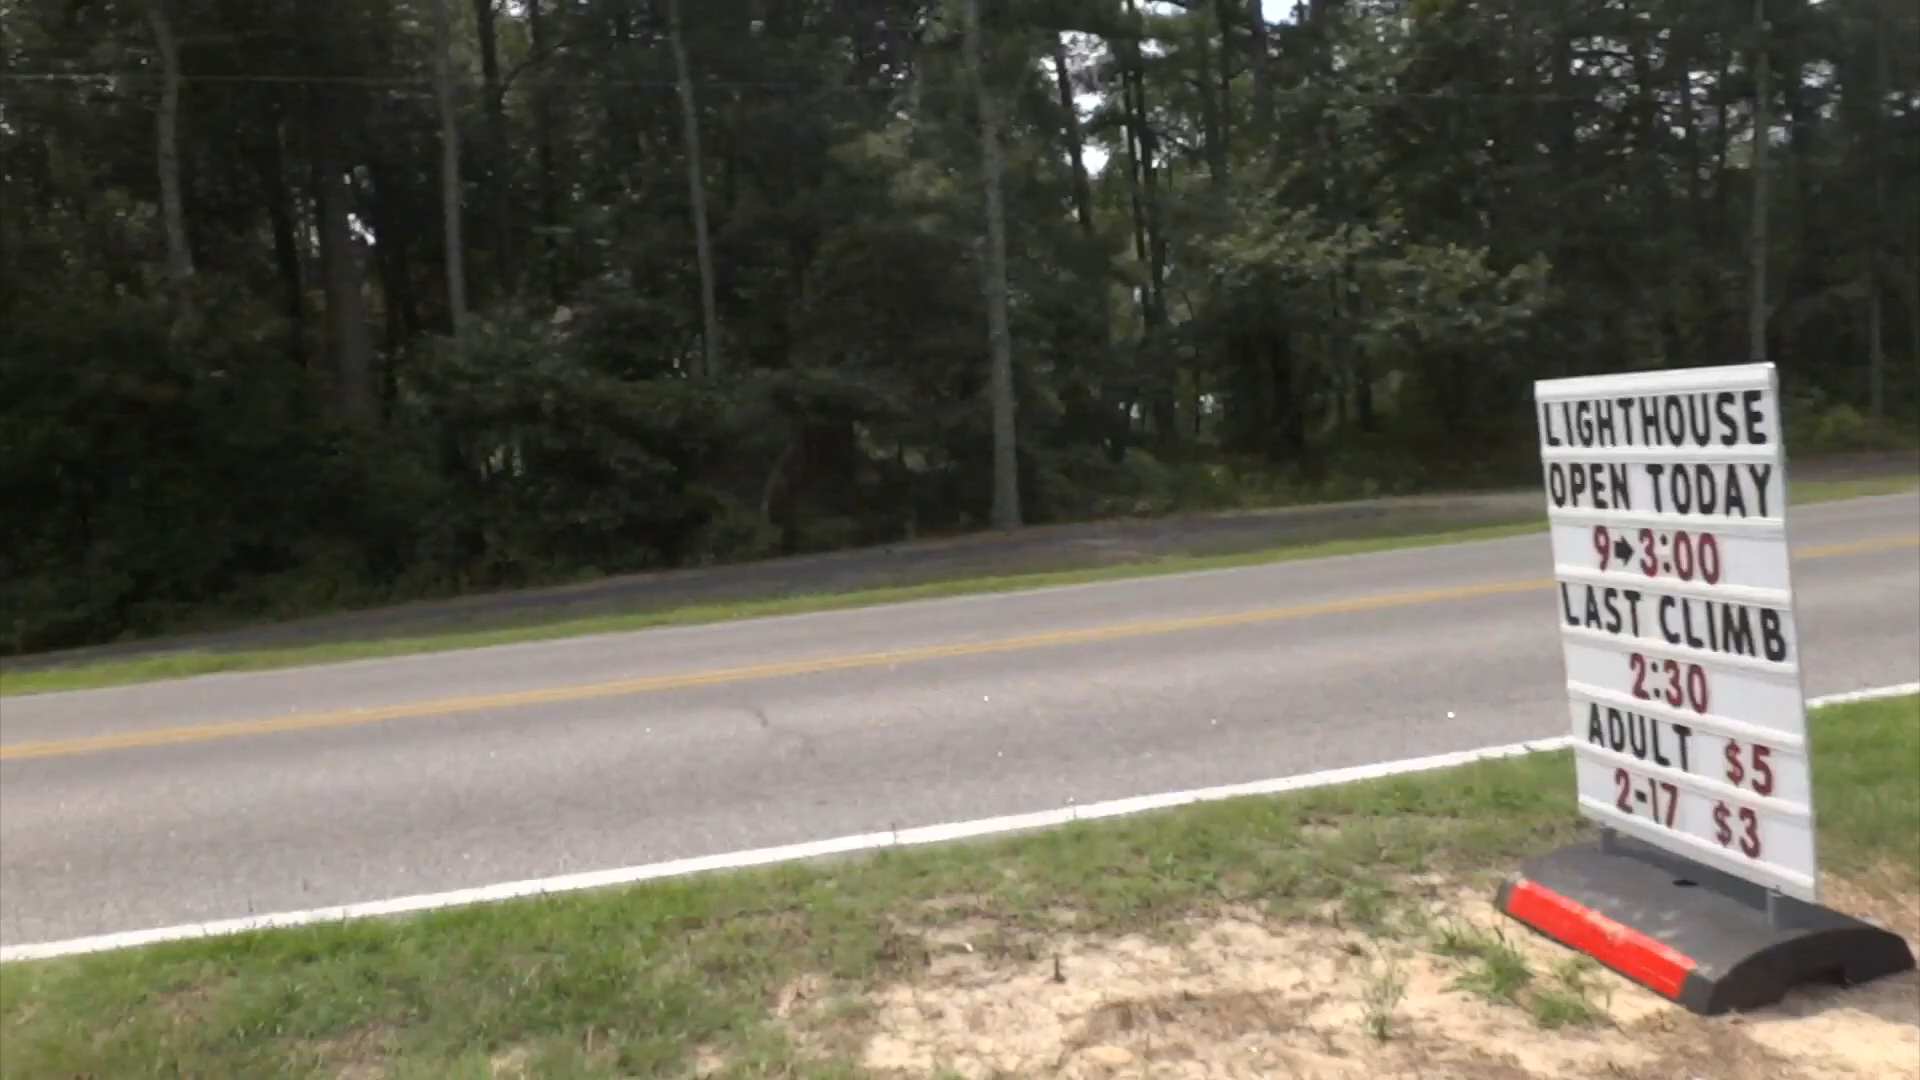 LIGHTHOUSE
OPEN TODAY
9➡3:00
LAST CLIMB
2:30
ADULT $5
2-17 $3